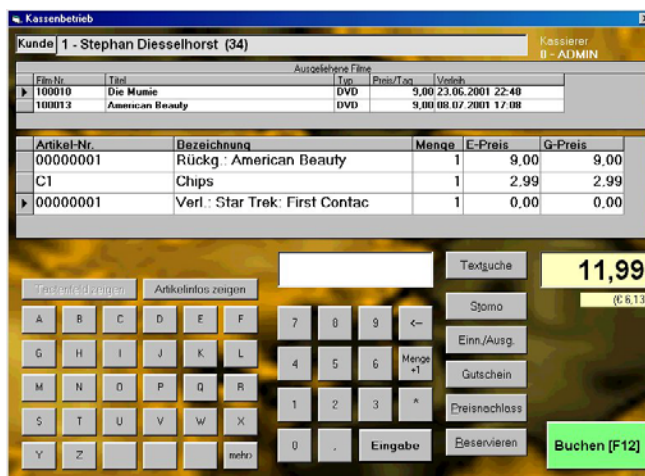 Kassenbetrieb
Kunde 1 - Stephan Diesselhorst (34)
Kassierer
0 - ADMIN
Ausgeliehene Filme
Film-Nr. Titel Typ Preis/Tag Verleih
100010 Die Mumie DVD 9,00 23.06.2001 22:48
100013 American Beauty DVD 9,00 08.07.2001 17:08
Artikel-Nr. Bezeichnung Menge E-Preis G-Preis
00000001 Rückg.: American Beauty 1 9,00 9,00
C1 Chips 1 2,99 2,99
00000001 Verl.: Star Trek: First Contac 1 0,00 0,00
Textsuche 11,99
Tastenfeld zeigen Artikelinfos zeigen
(€ 6,13
A B C D E F 7 8 9 <-- Storno
Einn./Ausg.
G H I J K L 4 5 6 Menge +1
Gutschein
M N O P Q R 1 2 3 ^
Preisnachlass
S T U V W X
0 . Eingabe Reservieren Buchen [F12]
Y Z mehr>